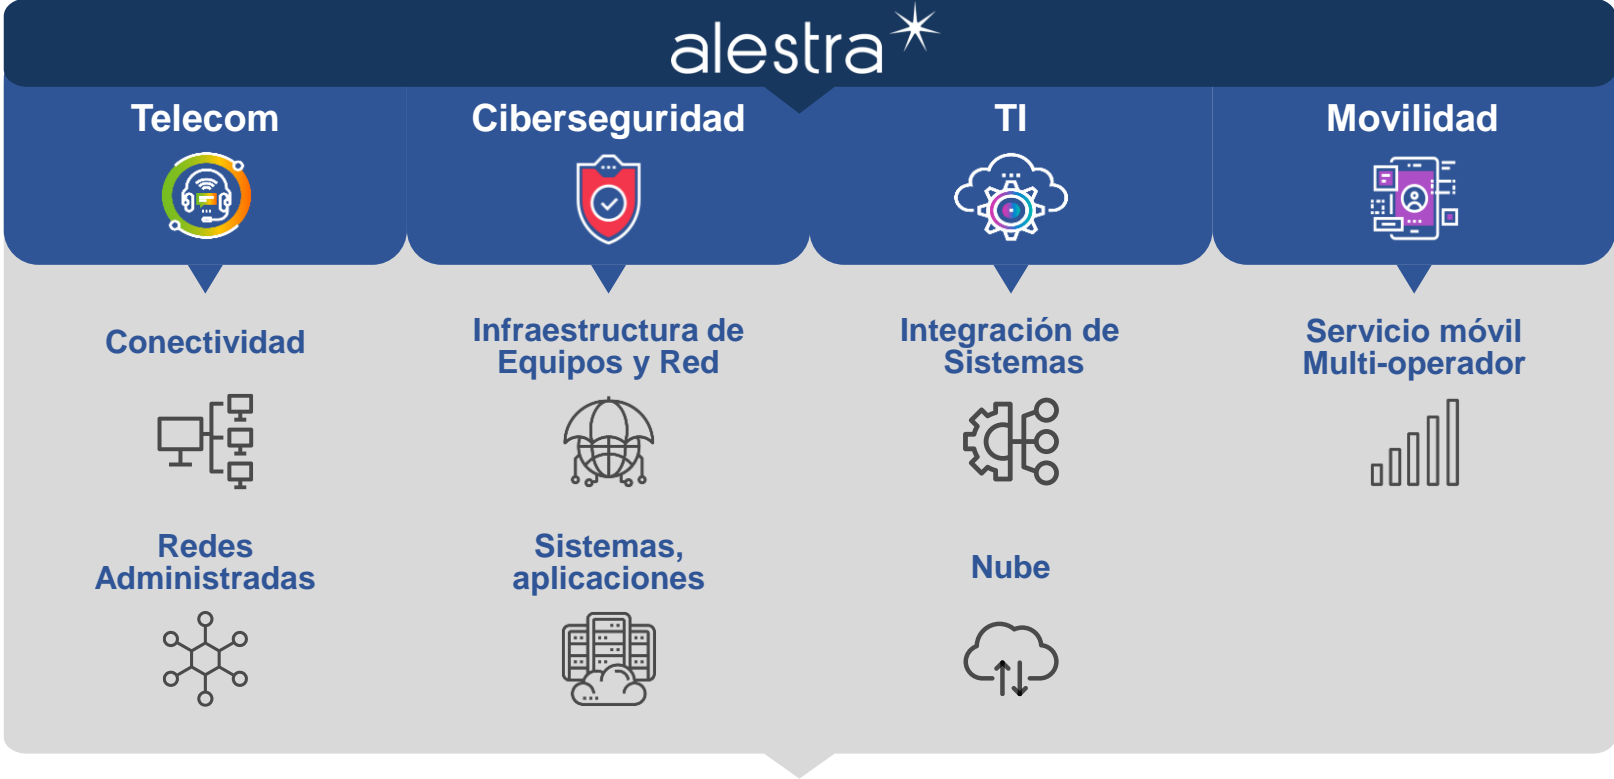 alestra
Telecom
Ciberseguridad
TI
Movilidad
Conectividad
Infraestructura de
Equipos y Red
Integración de
Sistemas
Servicio móvil
Multi-operador
Redes
Administradas
Sistemas,
aplicaciones
Nube